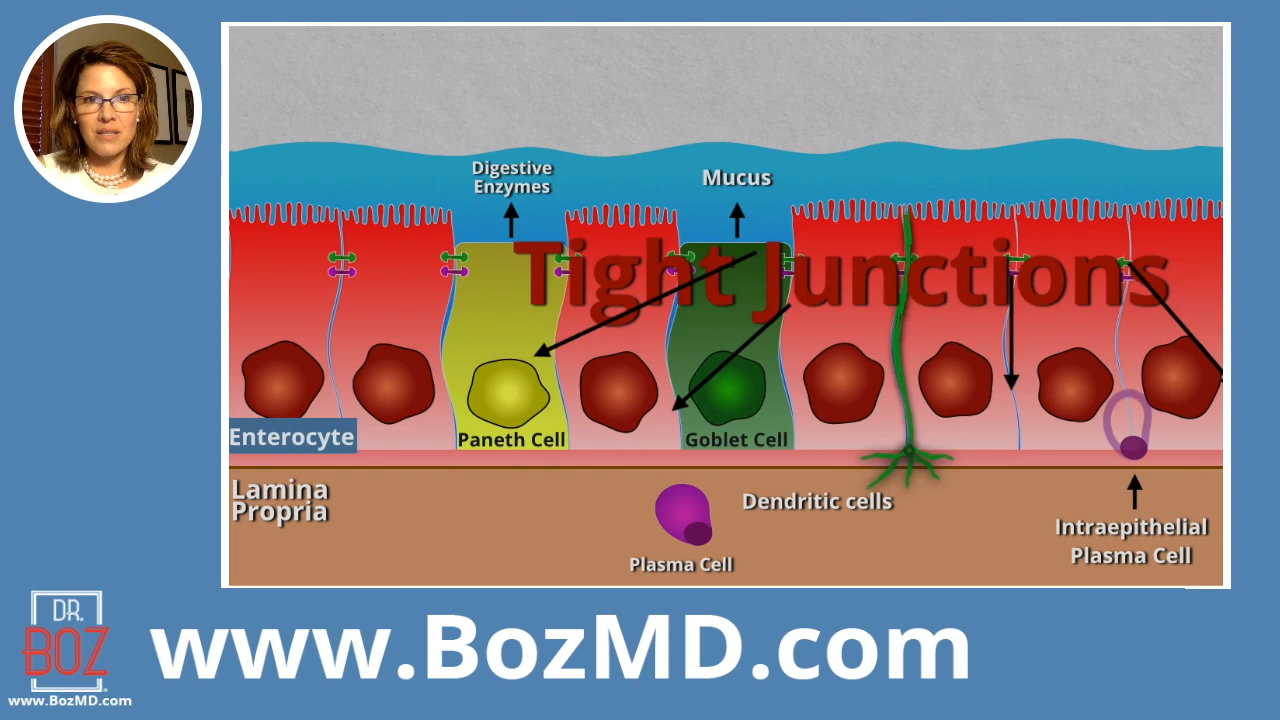 Digestive
Enzymes
Mucus
Tight Junctions
Enterocyte
Paneth Cell
Goblet Cell
Lamina
Propria
Dendritic cells
Plasma Cell
Intraepithelial
Plasma Cell
DR.
BOZ
www.BozMD.com
www.BozMD.com